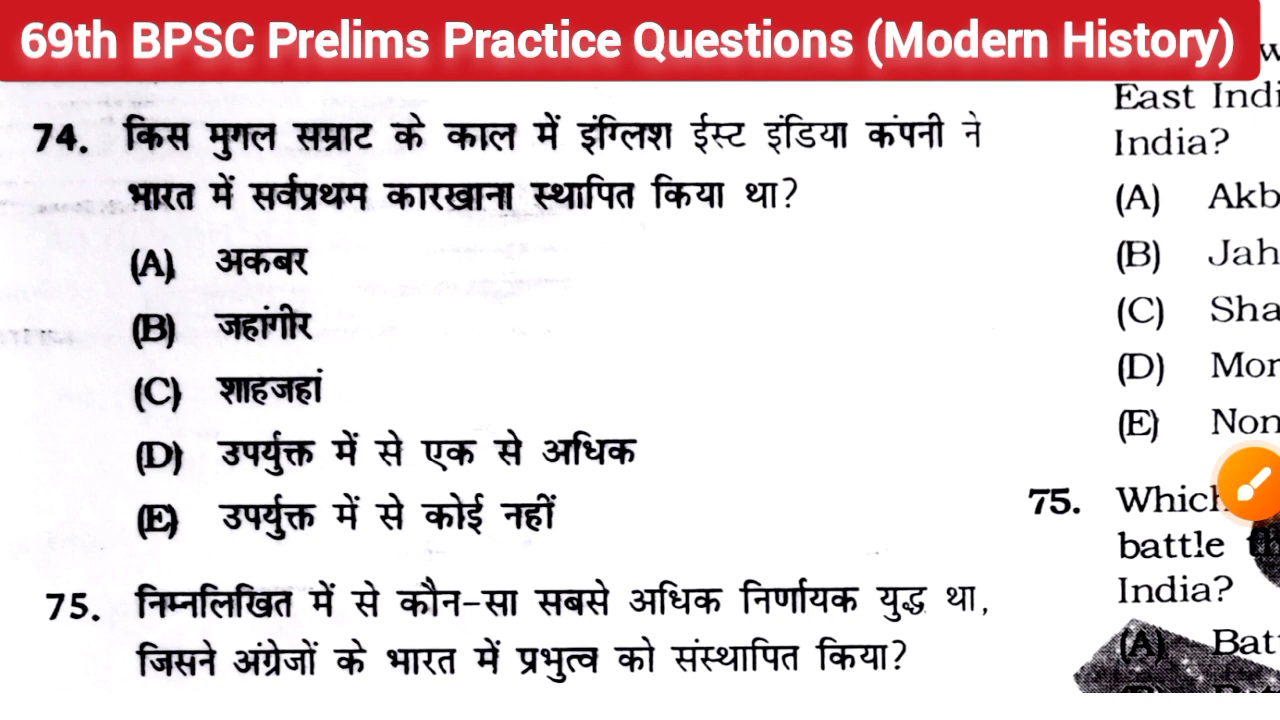 69th BPSC Prelims Practice Questions (Modern History)
74. किस मुगल सम्राट के काल में इंग्लिश ईस्ट इंडिया कंपनी ने
भारत में सर्वप्रथम कारखाना स्थापित किया था?
(A) अकबर
(B) जहांगीर
(C) शाहजहां
(D) उपर्युक्त में से एक से अधिक
(E) उपर्युक्त में से कोई नहीं
75. निम्नलिखित में से कौन-सा सबसे अधिक निर्णायक युद्ध था,
जिसने अंग्रेजों के भारत में प्रभुत्व को संस्थापित किया?
East Indi
India?
(A) Akb
(B) Jah
(C) Sha
(D) Mor
(E) Non
75. Which
battle
India?
(A) Bat